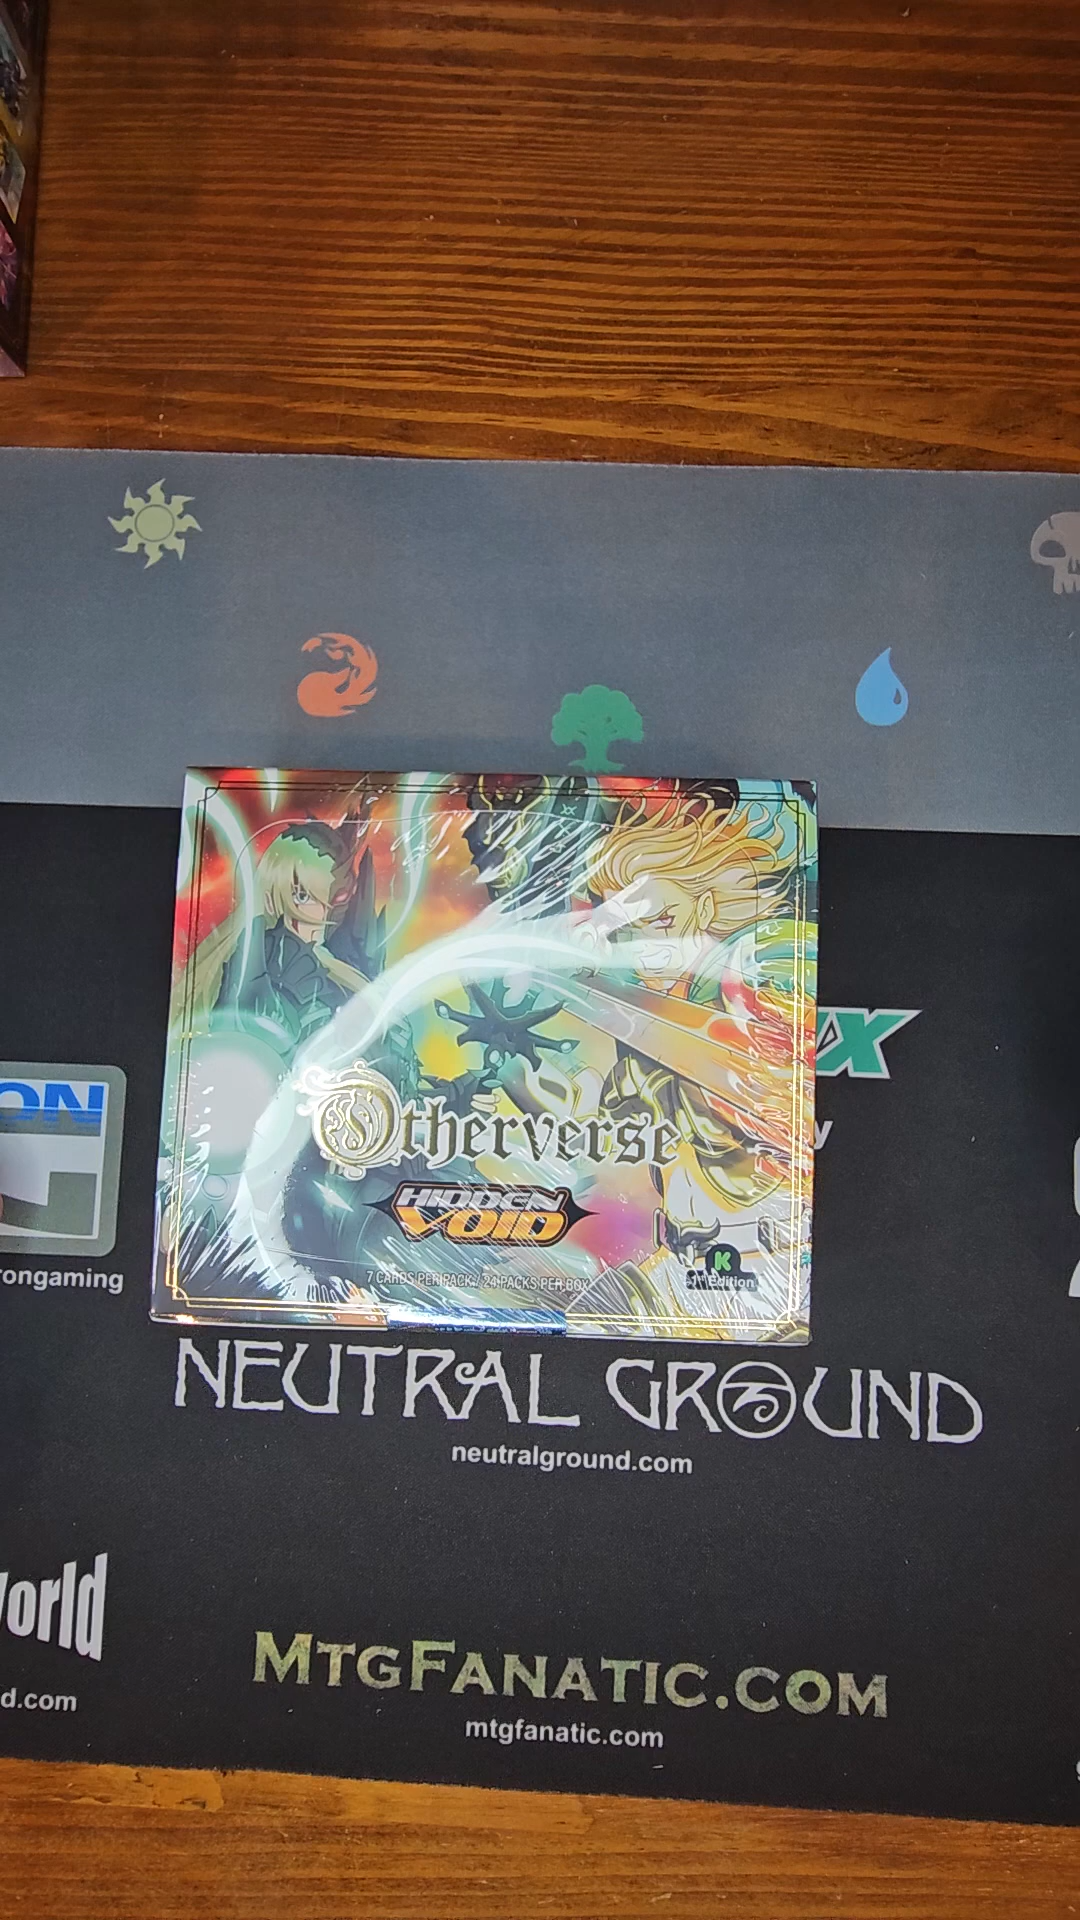 Otherverse
HIDDEN
VOID
7 CARDS PER PACK / 24 PACKS PER BOX
K
1st Edition
ON
rongaming
X
y
NEUTRAL GROUND
neutralground.com
orld
d.com
MTGFANATIC.COM
mtgfanatic.com